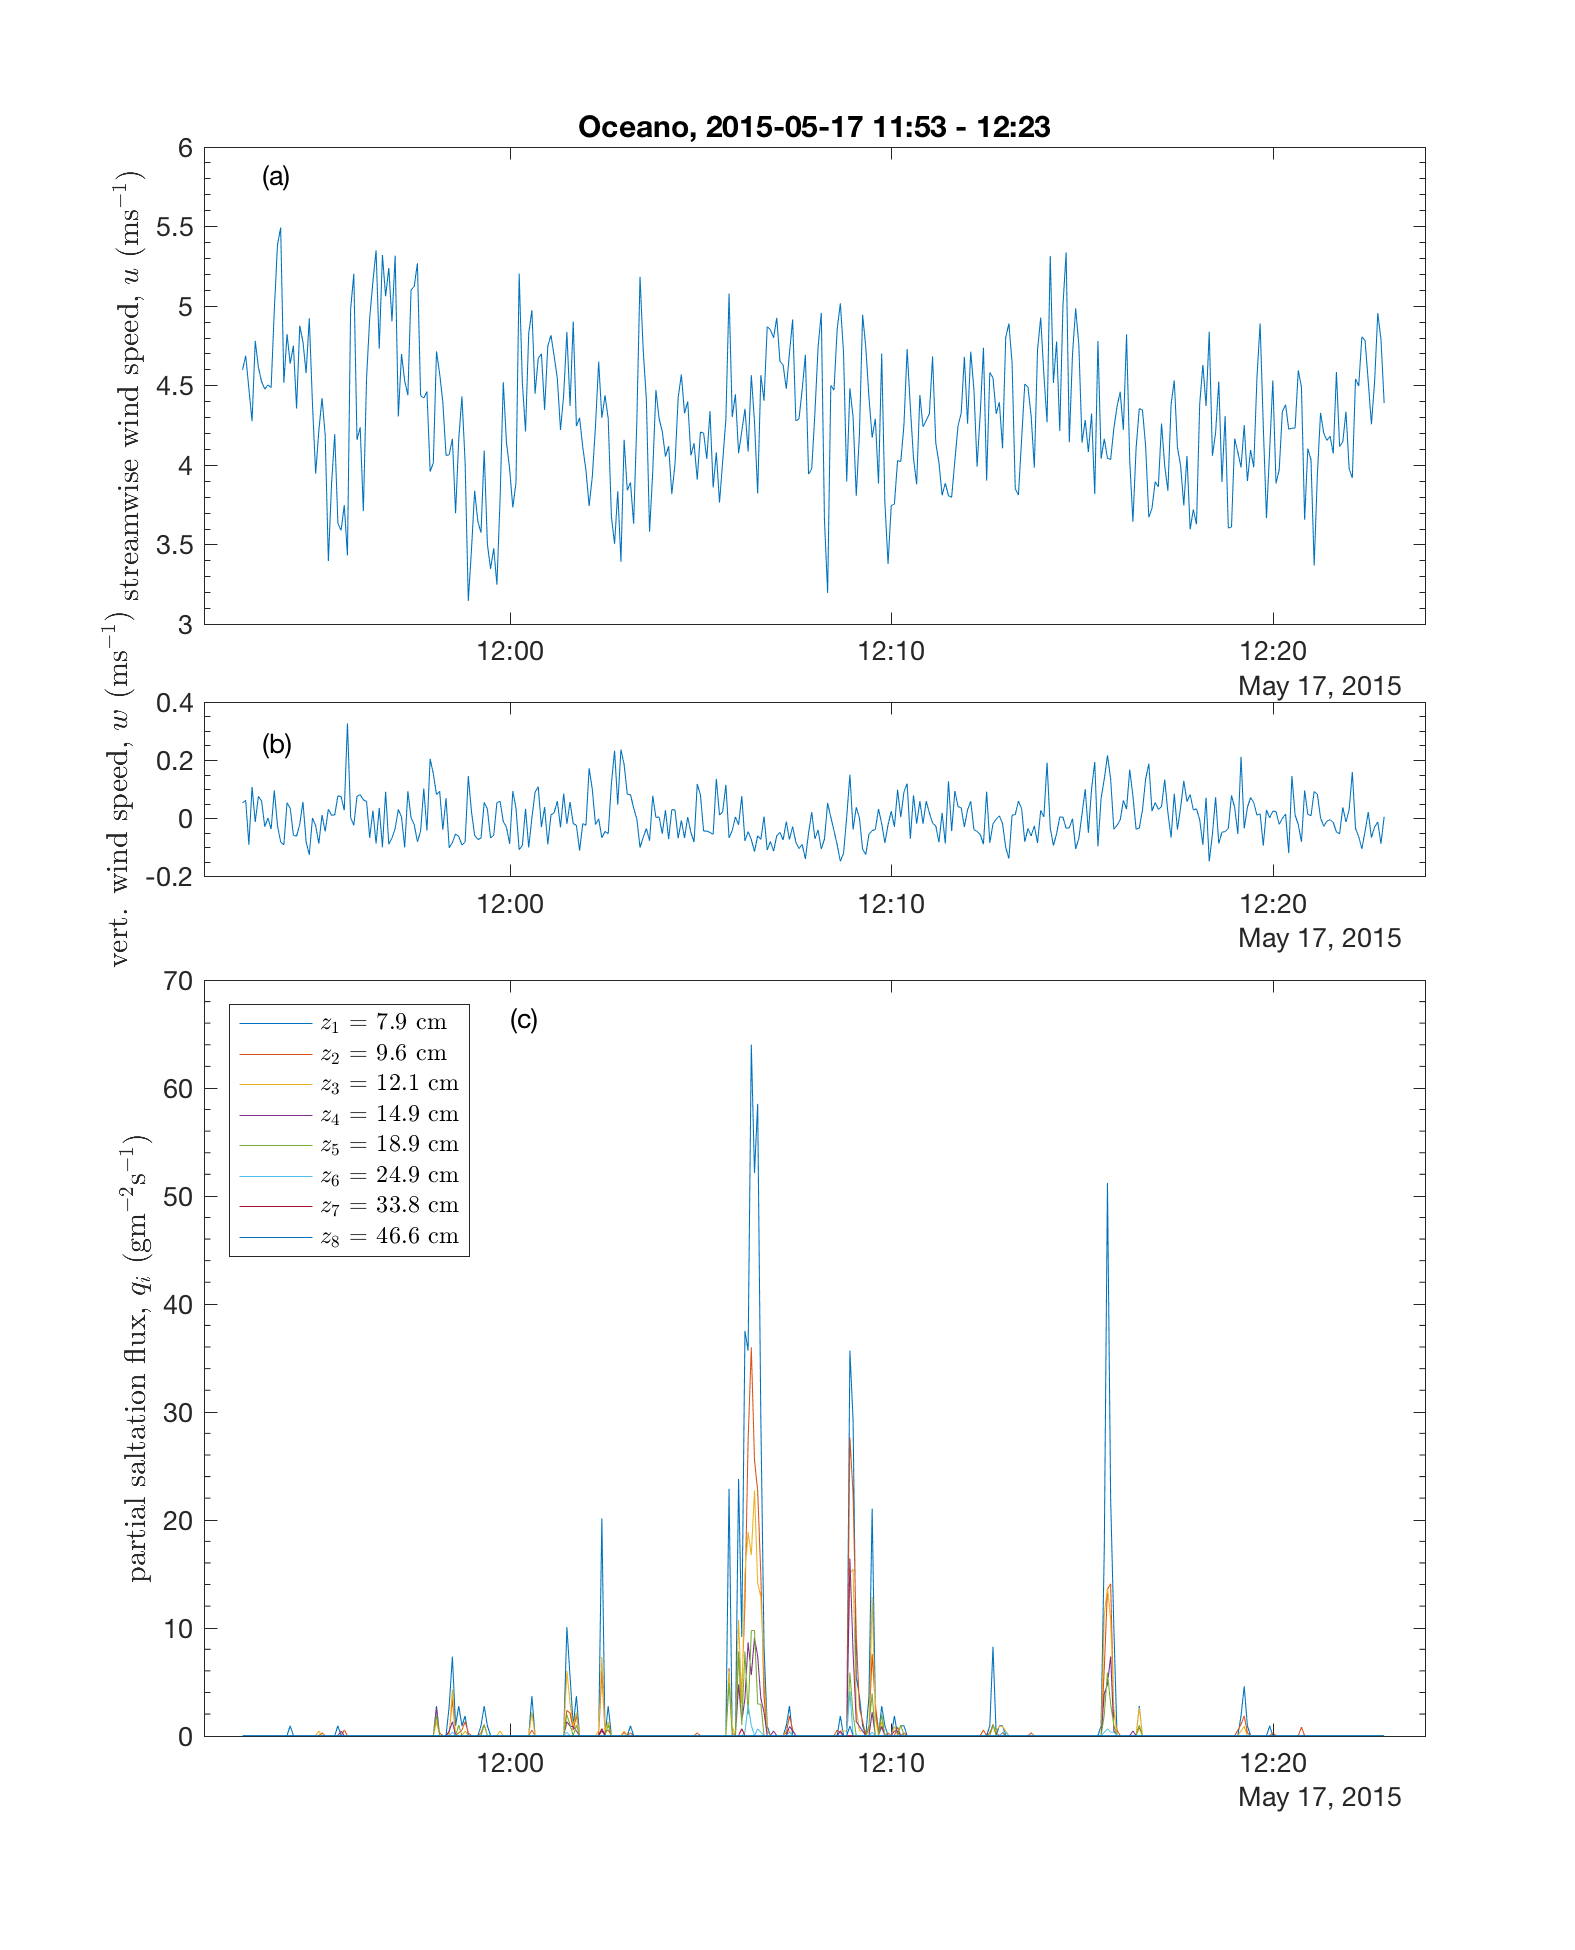 Oceano, 2015-05-17 11:53 - 12:23
(a)
streamwise wind speed, u (ms⁻¹)
6
5.5
5
4.5
4
3.5
3
12:00 12:10 12:20
May 17, 2015
(b)
vert. wind speed, w (ms⁻¹)
0.4
0.2
0
-0.2
12:00 12:10 12:20
May 17, 2015
(c)
partial saltation flux, qᵢ (gm⁻²s⁻¹)
70
60
50
40
30
20
10
0
z₁ = 7.9 cm
z₂ = 9.6 cm
z₃ = 12.1 cm
z₄ = 14.9 cm
z₅ = 18.9 cm
z₆ = 24.9 cm
z₇ = 33.8 cm
z₈ = 46.6 cm
12:00 12:10 12:20
May 17, 2015